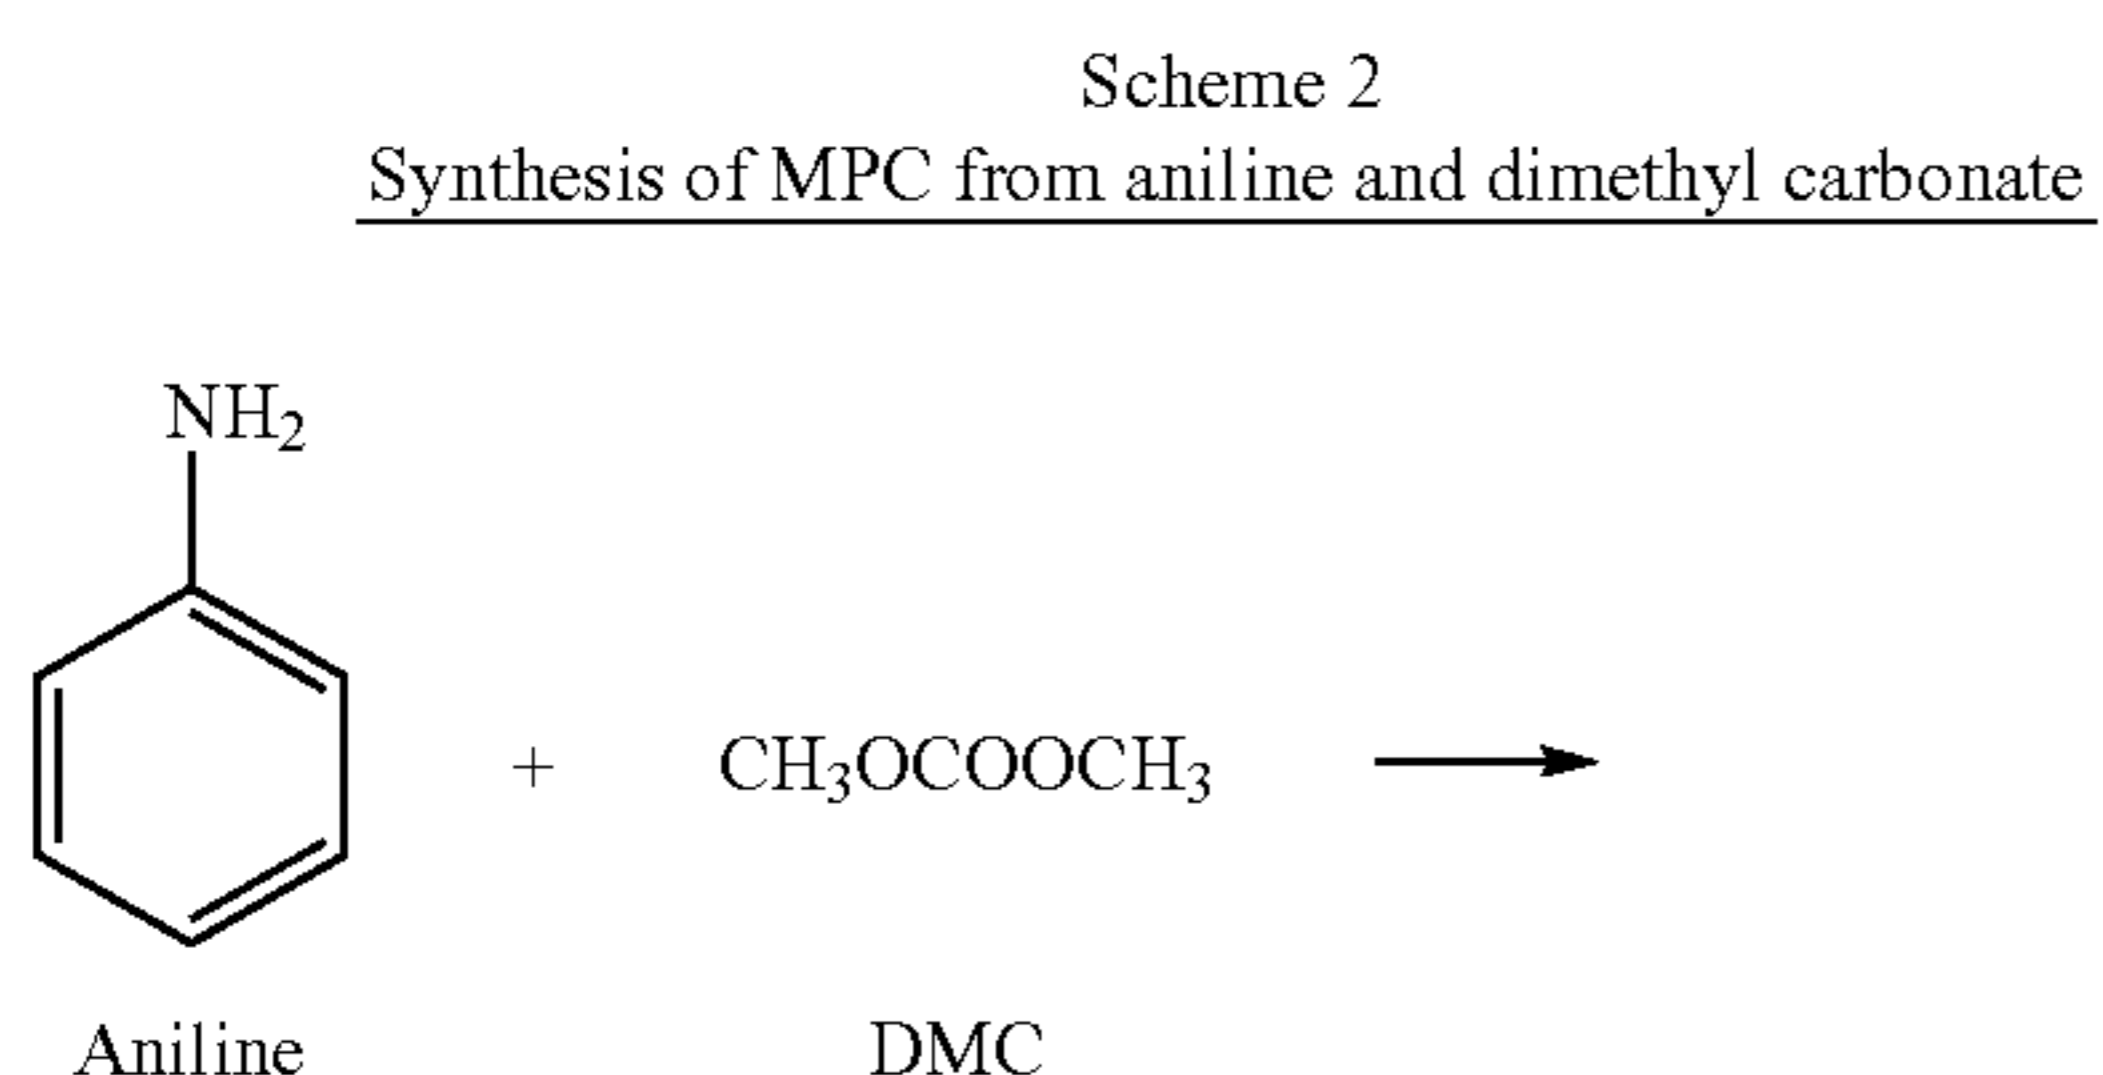 Scheme 2
Synthesis of MPC from aniline and dimethyl carbonate
NH₂
+ CH₃OCOOCH₃
Aniline DMC